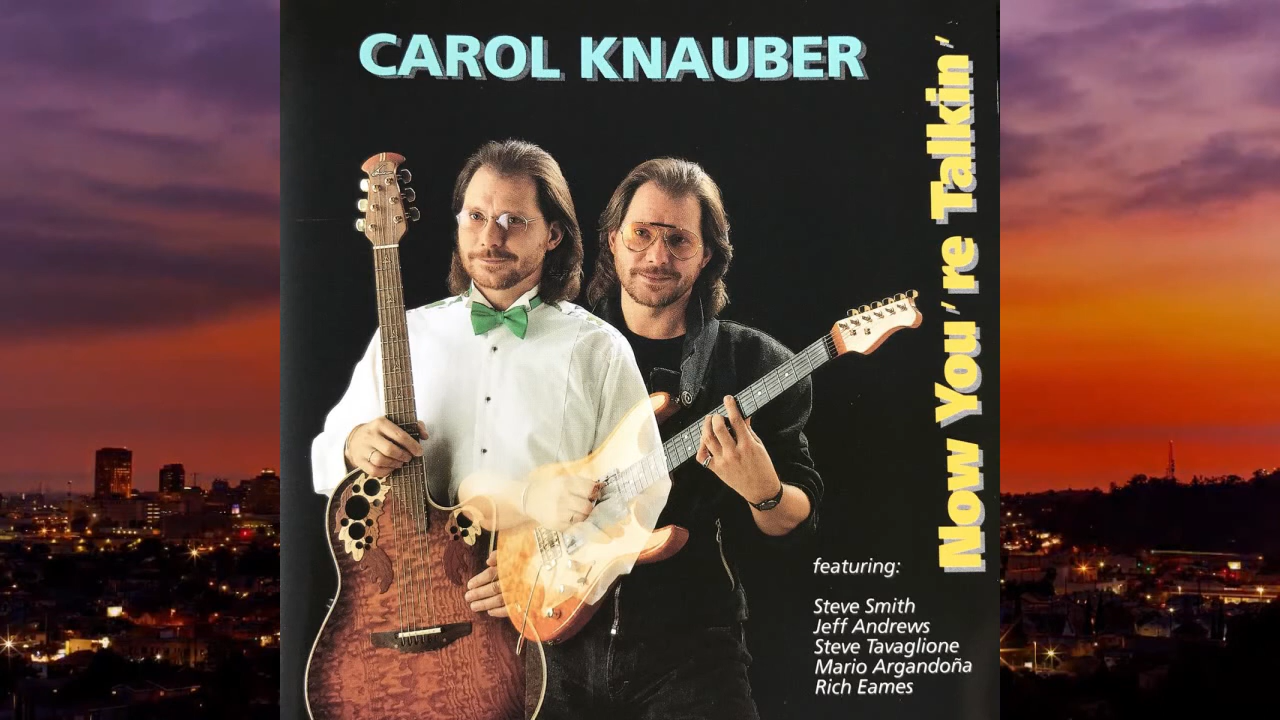 CAROL KNAUBER
Now You're Talkin'
featuring:
Steve Smith
Jeff Andrews
Steve Tavaglione
Mario Argandoña
Rich Eames